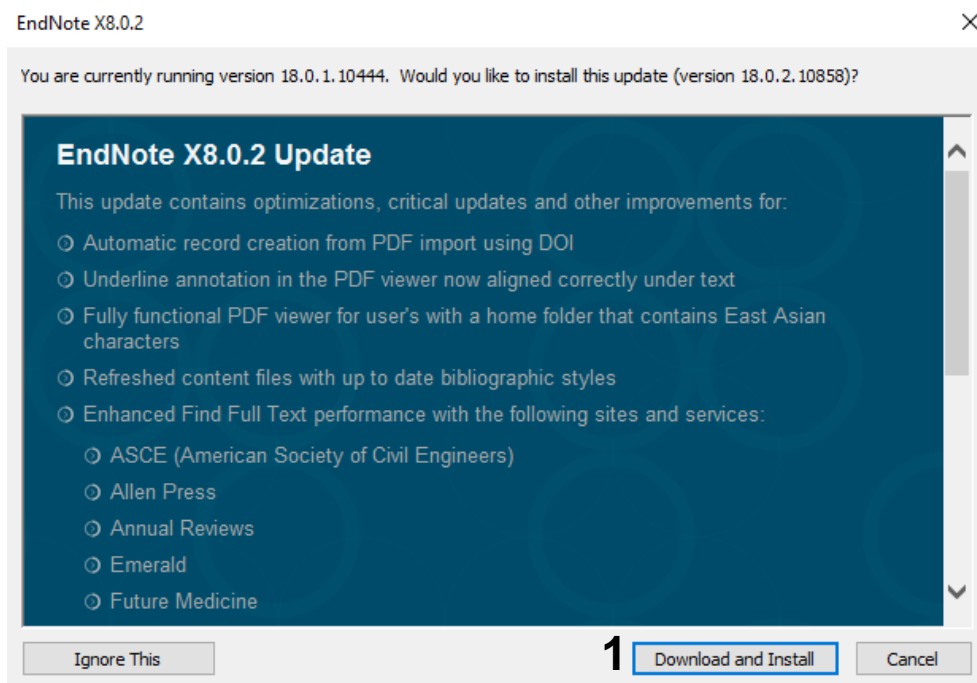 EndNote X8.0.2
You are currently running version 18.0.1.10444. Would you like to install this update (version 18.0.2.10858)?
EndNote X8.0.2 Update
This update contains optimizations, critical updates and other improvements for:
Automatic record creation from PDF import using DOI
Underline annotation in the PDF viewer now aligned correctly under text
Fully functional PDF viewer for user's with a home folder that contains East Asian
characters
Refreshed content files with up to date bibliographic styles
Enhanced Find Full Text performance with the following sites and services:
ASCE (American Society of Civil Engineers)
Allen Press
Annual Reviews
Emerald
Future Medicine
Ignore This 1 Download and Install Cancel